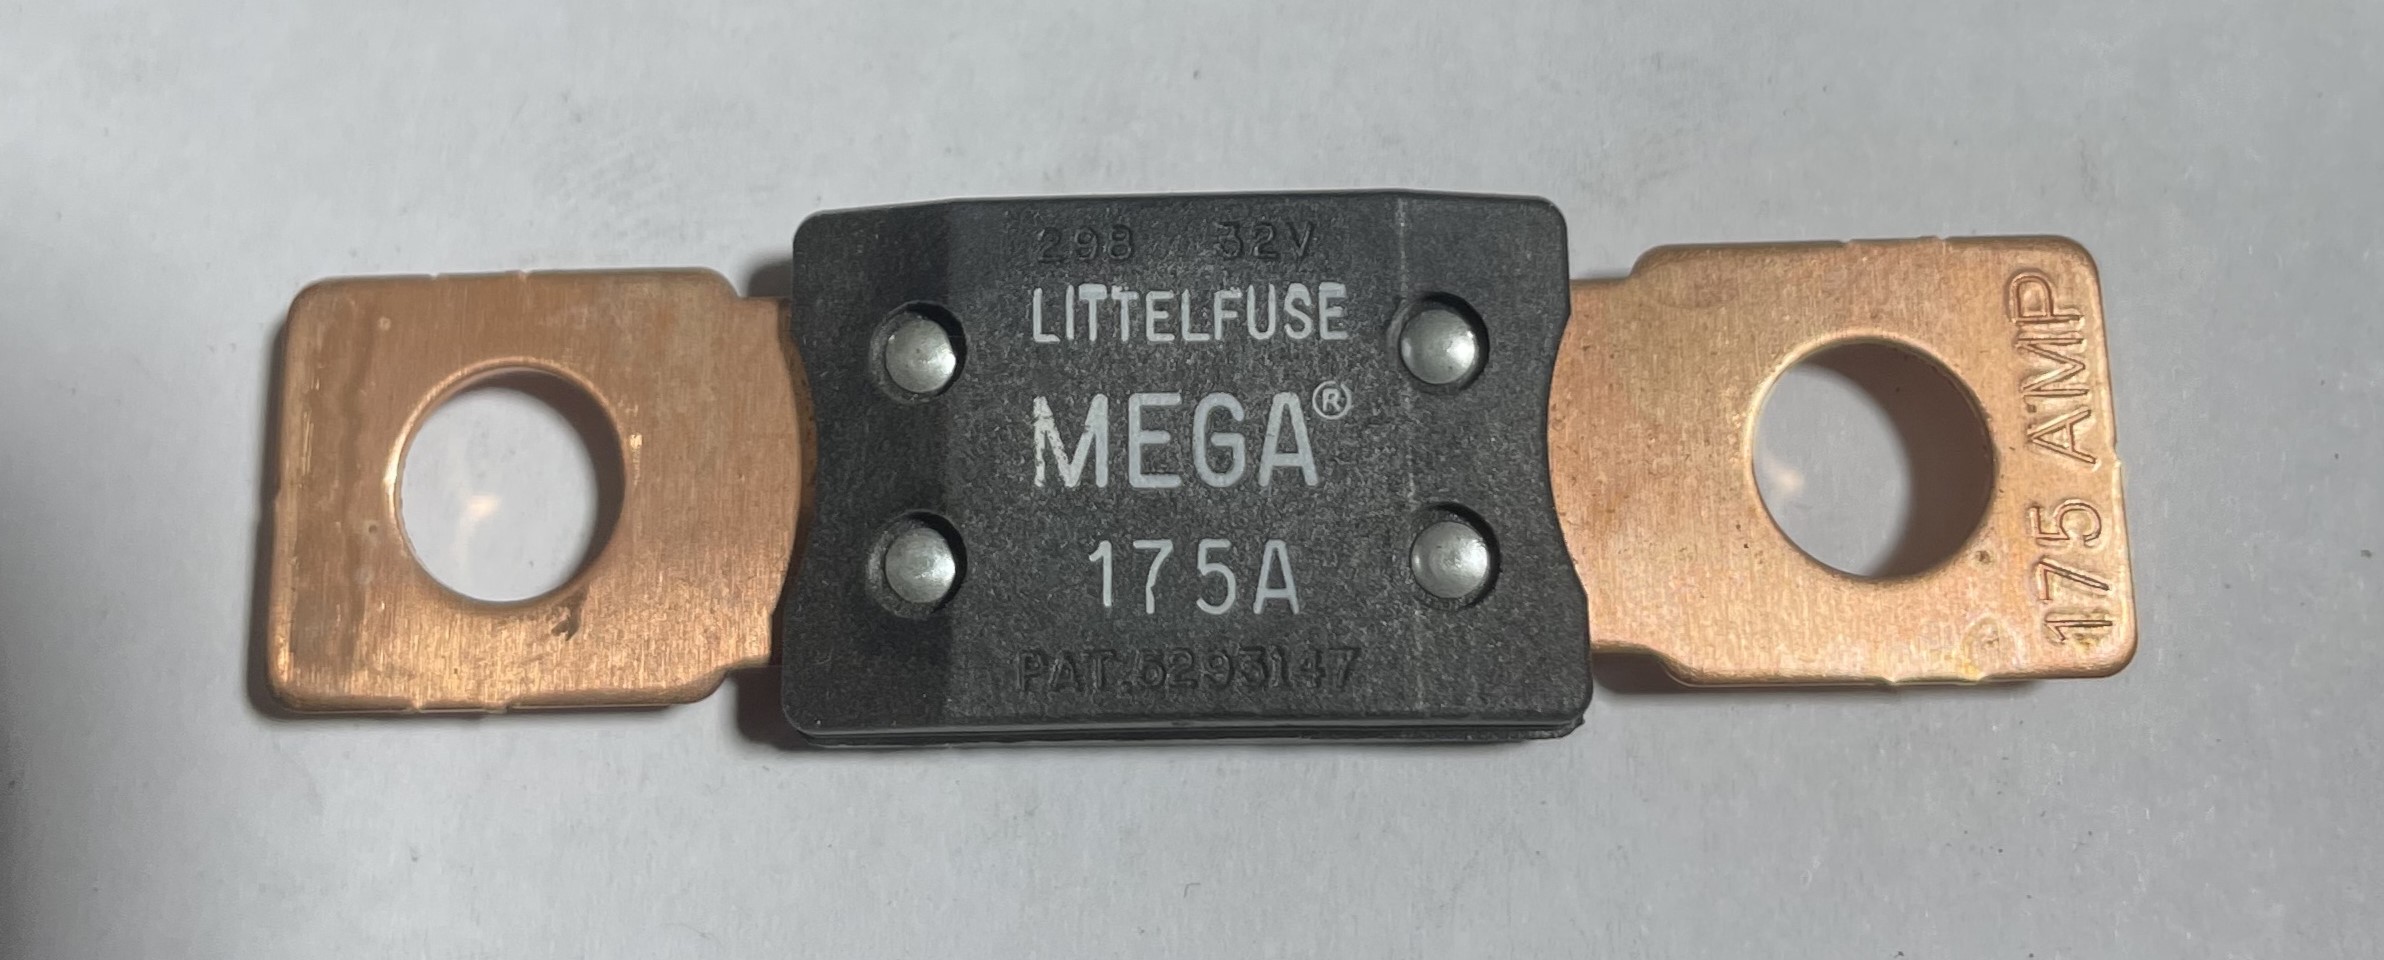 298 32V
LITTELFUSE
MEGA®
175A
PAT.5293147
175 AMP